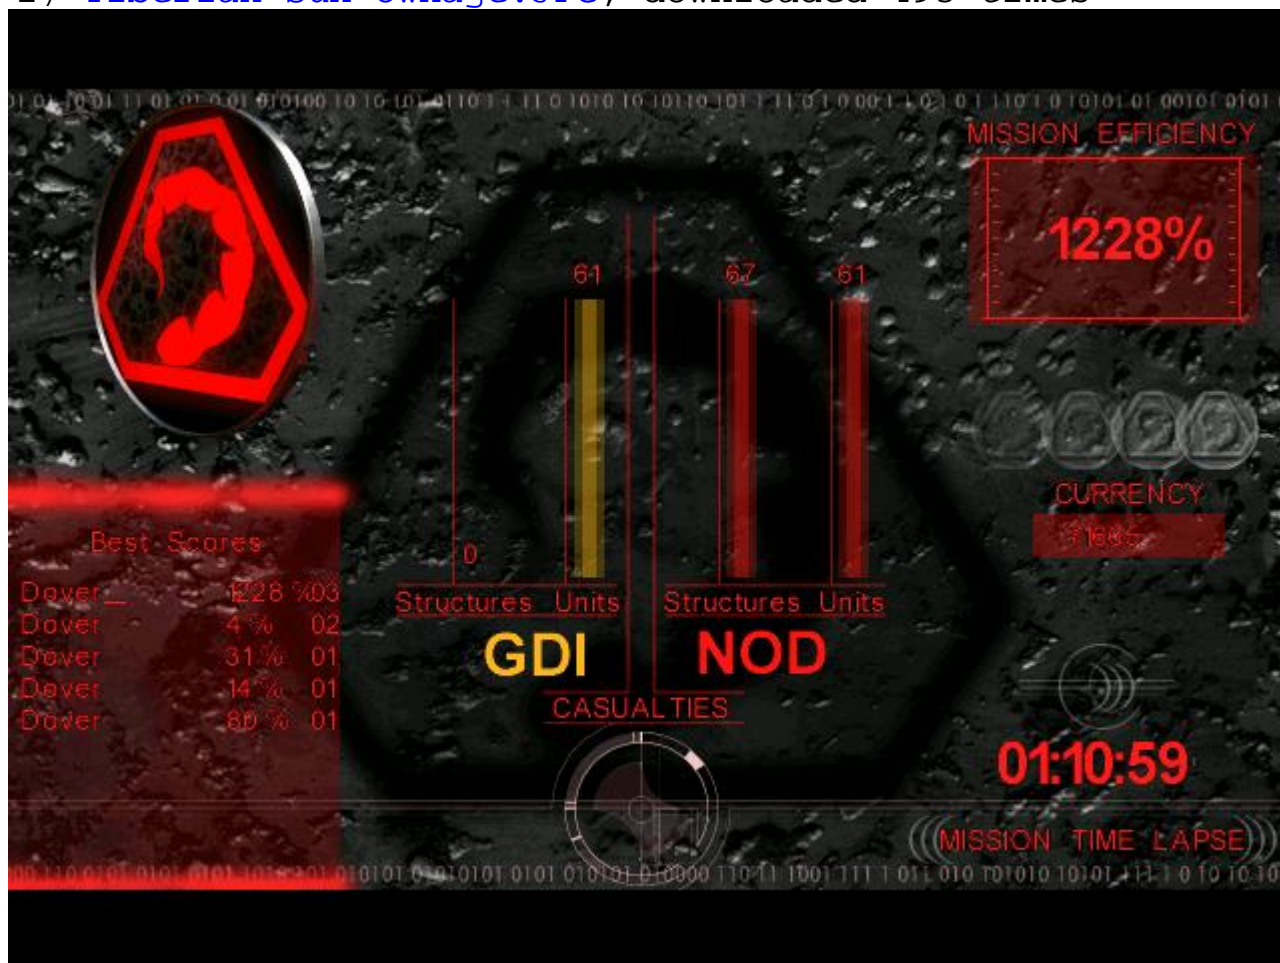 MISSION EFFICIENCY
1228%
61
67
61
0
CURRENCY
Best Scores
Dover_ 1228 %03
Dover 4 % 02
Dover 31 % 01
Dover 14 % 01
Dover 60 % 01
Structures Units
Structures Units
GDI
NOD
CASUALTIES
01:10:59
MISSION TIME LAPSE